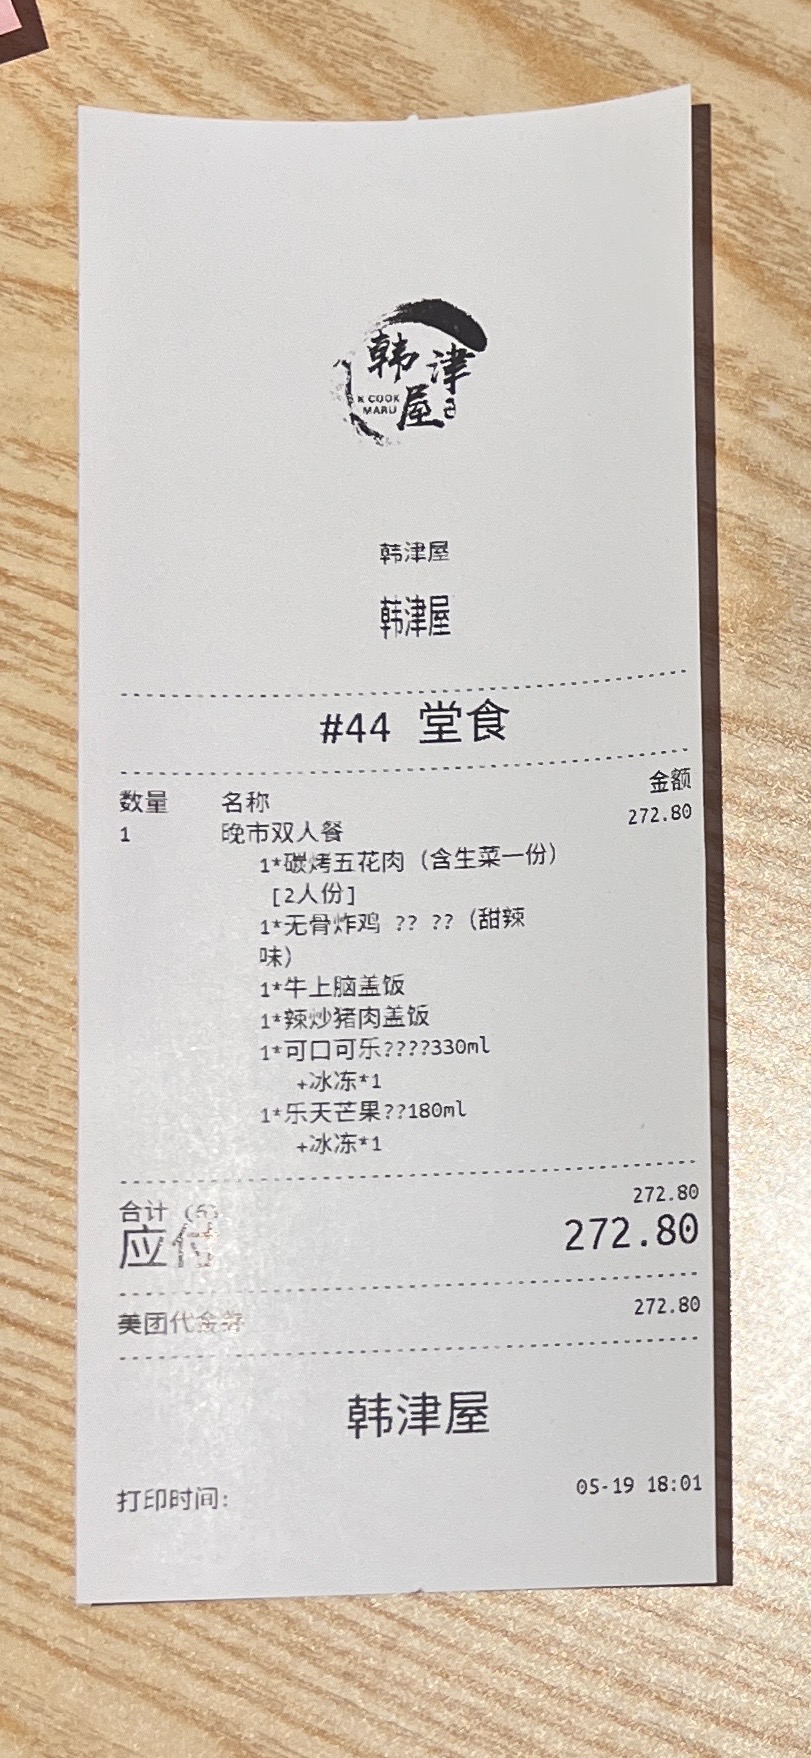 韩津
屋
K COOK
MARU
韩津屋
韩津屋
#44 堂食
数量 名称 金额
1 晚市双人餐 272.80
1*碳烤五花肉（含生菜一份）
[2人份]
1*无骨炸鸡 ?? ??（甜辣
味）
1*牛上脑盖饭
1*辣炒猪肉盖饭
1*可口可乐????330ml
+冰冻*1
1*乐天芒果??180ml
+冰冻*1
合计 272.80
应付 272.80
美团代金券 272.80
韩津屋
打印时间: 05-19 18:01